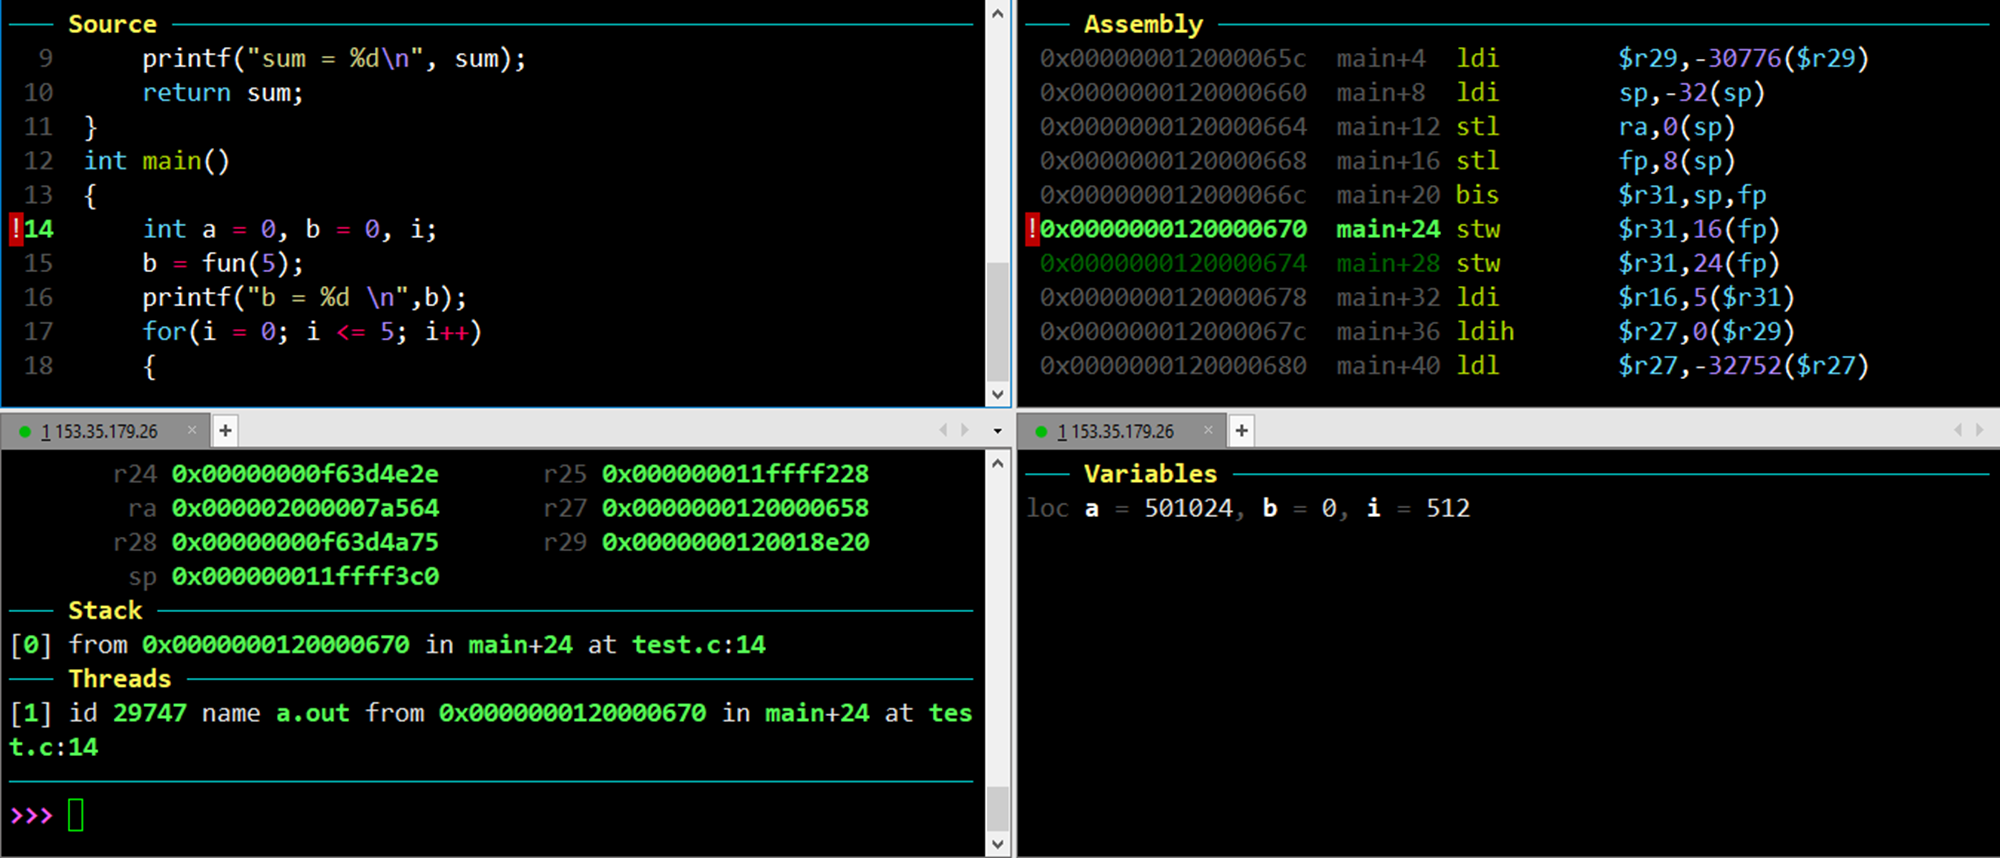 Source
9 printf("sum = %d\n", sum);
10 return sum;
11 }
12 int main()
13 {
!14 int a = 0, b = 0, i;
15 b = fun(5);
16 printf("b = %d \n",b);
17 for(i = 0; i <= 5; i++)
18 {
Assembly
0x000000012000065c main+4 ldi $r29,-30776($r29)
0x0000000120000660 main+8 ldi sp,-32(sp)
0x0000000120000664 main+12 stl ra,0(sp)
0x0000000120000668 main+16 stl fp,8(sp)
0x000000012000066c main+20 bis $r31,sp,fp
!0x0000000120000670 main+24 stw $r31,16(fp)
0x0000000120000674 main+28 stw $r31,24(fp)
0x0000000120000678 main+32 ldi $r16,5($r31)
0x000000012000067c main+36 ldih $r27,0($r29)
0x0000000120000680 main+40 ldl $r27,-32752($r27)
1 153.35.179.26 × +
1 153.35.179.26 × +
r24 0x00000000f63d4e2e r25 0x000000011ffff228
ra 0x000002000007a564 r27 0x0000000120000658
r28 0x00000000f63d4a75 r29 0x0000000120018e20
sp 0x000000011ffff3c0
Stack
[0] from 0x0000000120000670 in main+24 at test.c:14
Threads
[1] id 29747 name a.out from 0x0000000120000670 in main+24 at tes
t.c:14
>>>
Variables
loc a = 501024, b = 0, i = 512